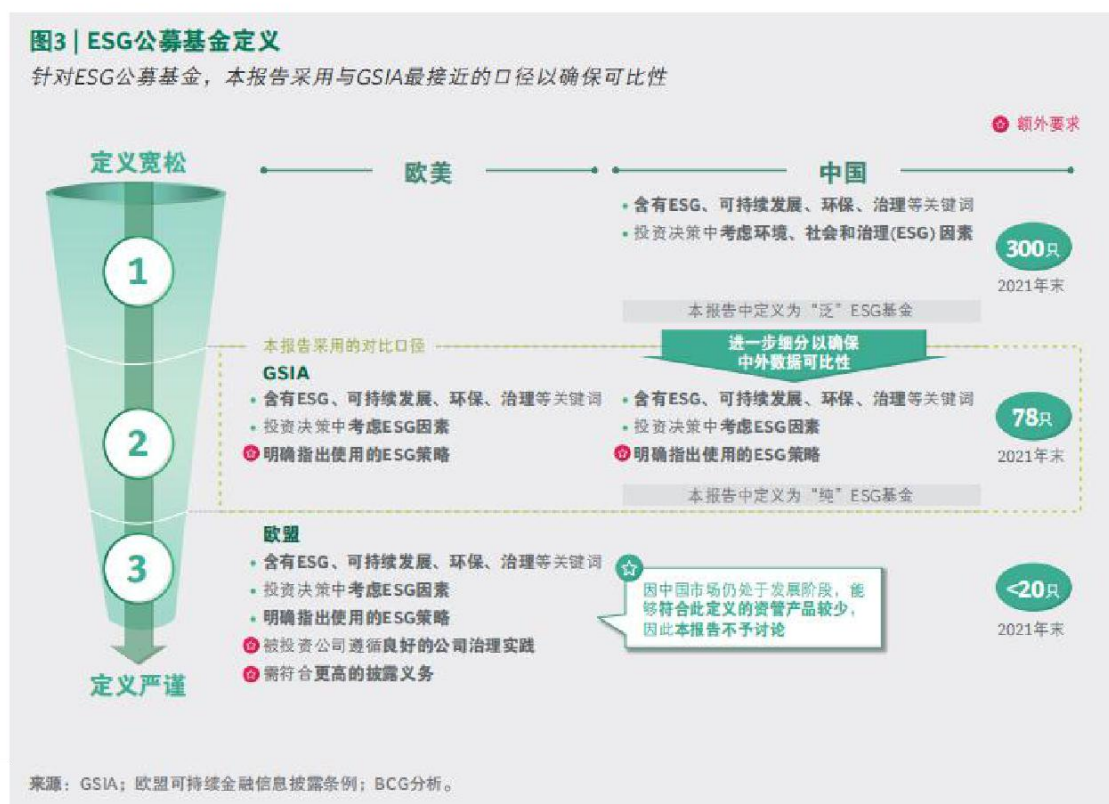 图3 | ESG公募基金定义
针对ESG公募基金，本报告采用与GSIA最接近的口径以确保可比性
额外要求
定义宽松
欧美
中国
1
• 含有ESG、可持续发展、环保、治理等关键词
• 投资决策中考虑环境、社会和治理(ESG)因素
300只
2021年末
本报告中定义为“泛”ESG基金
本报告采用的对比口径
进一步细分以确保
中外数据可比性
2
GSIA
• 含有ESG、可持续发展、环保、治理等关键词
• 投资决策中考虑ESG因素
明确指出使用的ESG策略
• 含有ESG、可持续发展、环保、治理等关键词
• 投资决策中考虑ESG因素
明确指出使用的ESG策略
78只
2021年末
本报告中定义为“纯”ESG基金
3
欧盟
• 含有ESG、可持续发展、环保、治理等关键词
• 投资决策中考虑ESG因素
• 明确指出使用的ESG策略
被投资公司遵循良好的公司治理实践
需符合更高的披露义务
因中国市场仍处于发展阶段，能
够符合此定义的资管产品较少，
因此本报告不予讨论
<20只
2021年末
定义严谨
来源：GSIA；欧盟可持续金融信息披露条例；BCG分析。